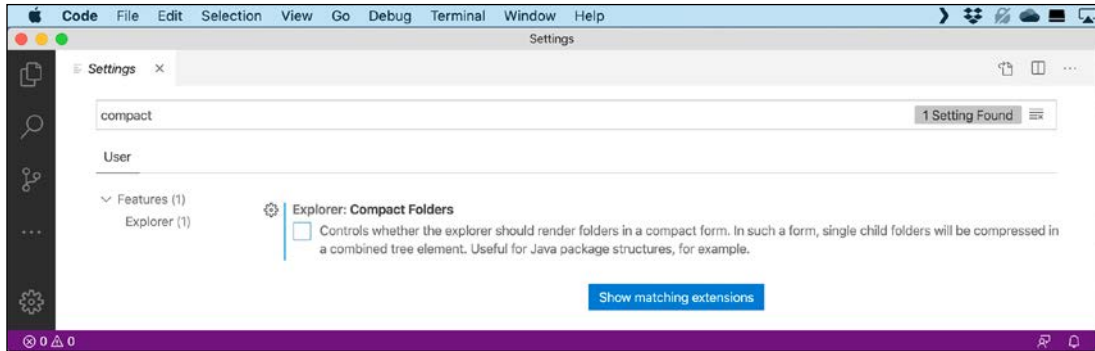 Code File Edit Selection View Go Debug Terminal Window Help
Settings
Settings
compact
1 Setting Found
User
Features (1)
Explorer (1)
Explorer: Compact Folders
Controls whether the explorer should render folders in a compact form. In such a form, single child folders will be compressed in
a combined tree element. Useful for Java package structures, for example.
Show matching extensions
0 0